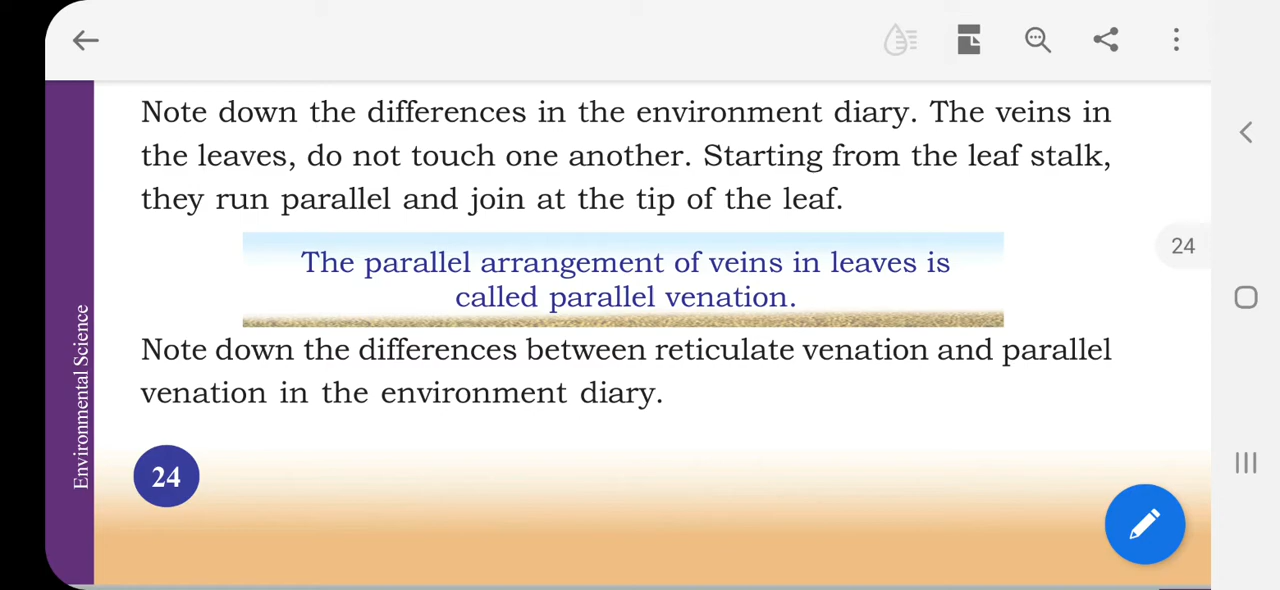 Note down the differences in the environment diary. The veins in
the leaves, do not touch one another. Starting from the leaf stalk,
they run parallel and join at the tip of the leaf.
24
The parallel arrangement of veins in leaves is
called parallel venation.
Note down the differences between reticulate venation and parallel
venation in the environment diary.
Environmental Science
24